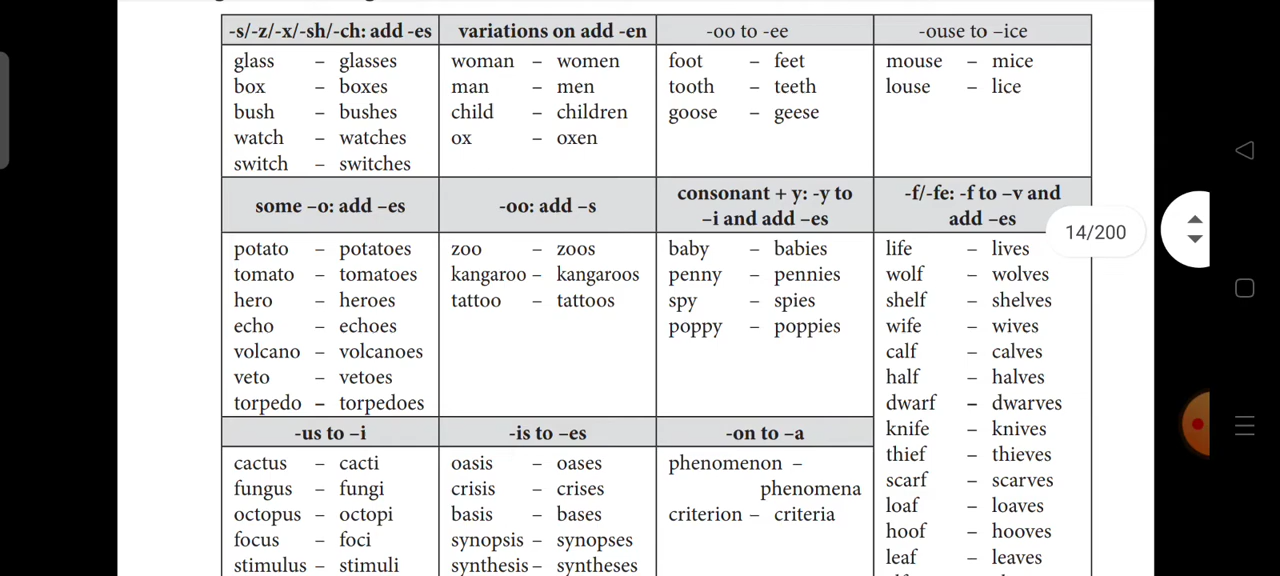 -s/-z/-x/-sh/-ch: add -es
glass – glasses
box – boxes
bush – bushes
watch – watches
switch – switches
variations on add -en
woman – women
man – men
child – children
ox – oxen
-oo to -ee
foot – feet
tooth – teeth
goose – geese
-ouse to –ice
mouse – mice
louse – lice
some –o: add –es
potato – potatoes
tomato – tomatoes
hero – heroes
echo – echoes
volcano – volcanoes
veto – vetoes
torpedo – torpedoes
-oo: add –s
zoo – zoos
kangaroo – kangaroos
tattoo – tattoos
consonant + y: -y to
–i and add –es
baby – babies
penny – pennies
spy – spies
poppy – poppies
-f/-fe: -f to –v and
add –es
life – lives
wolf – wolves
shelf – shelves
wife – wives
calf – calves
half – halves
dwarf – dwarves
knife – knives
thief – thieves
scarf – scarves
loaf – loaves
hoof – hooves
leaf – leaves
-us to –i
cactus – cacti
fungus – fungi
octopus – octopi
focus – foci
stimulus – stimuli
-is to –es
oasis – oases
crisis – crises
basis – bases
synopsis – synopses
synthesis – syntheses
-on to –a
phenomenon –
phenomena
criterion – criteria
14/200